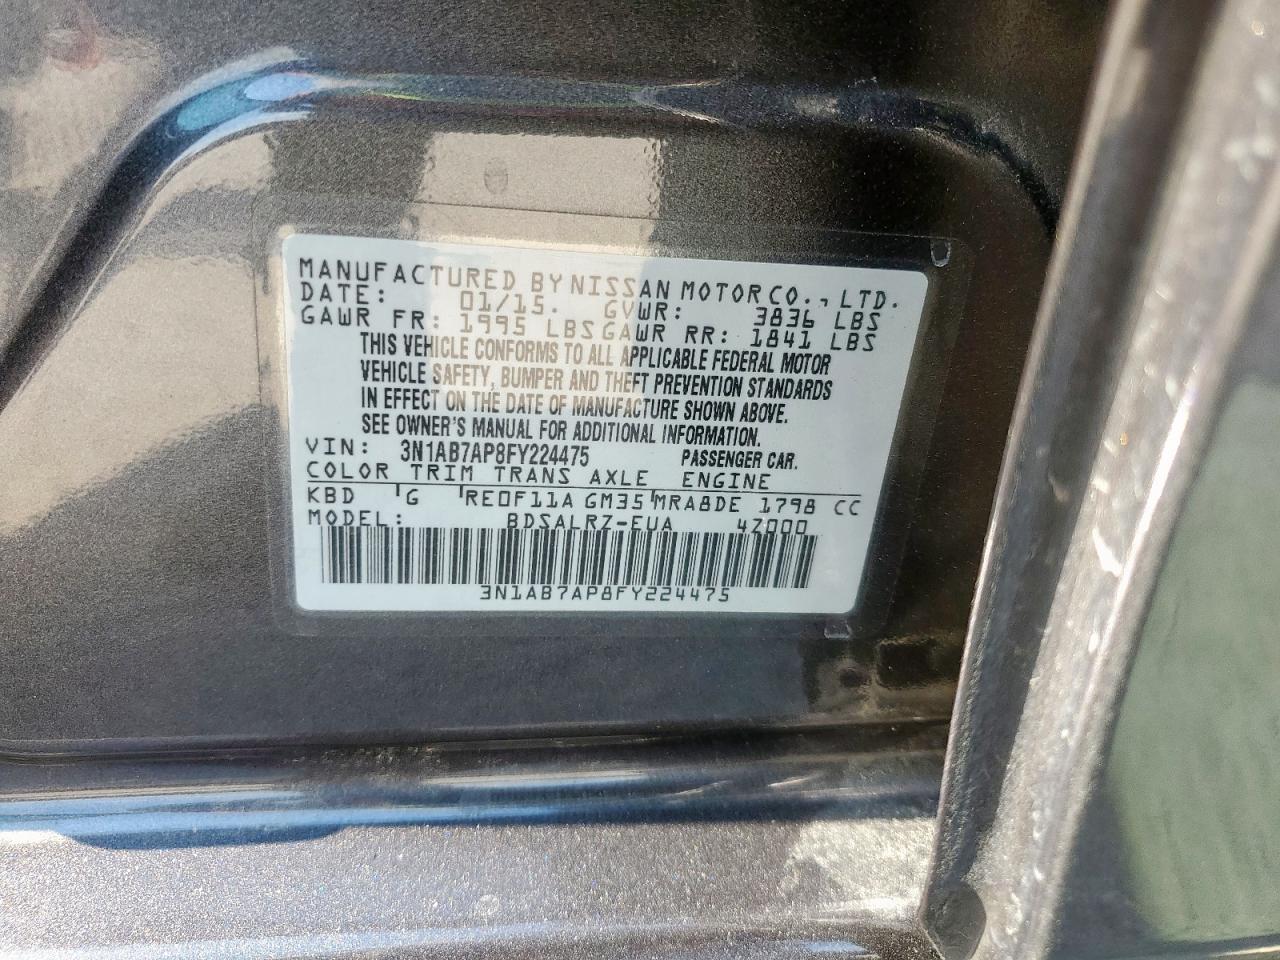 MANUFACTURED BY NISSAN MOTOR CO., LTD.
DATE: 01/15. GVWR: 3836 LBS
GAWR FR: 1995 LBS GAWR RR: 1841 LBS
THIS VEHICLE CONFORMS TO ALL APPLICABLE FEDERAL MOTOR
VEHICLE SAFETY, BUMPER AND THEFT PREVENTION STANDARDS
IN EFFECT ON THE DATE OF MANUFACTURE SHOWN ABOVE.
SEE OWNER'S MANUAL FOR ADDITIONAL INFORMATION.
VIN: 3N1AB7AP8FY224475 PASSENGER CAR.
COLOR TRIM TRANS AXLE ENGINE
KBD G RE0F11A GM35 MRA8DE 1798 CC
MODEL: BDSALRZ-EUA 4Z000
3N1AB7AP8FY224475